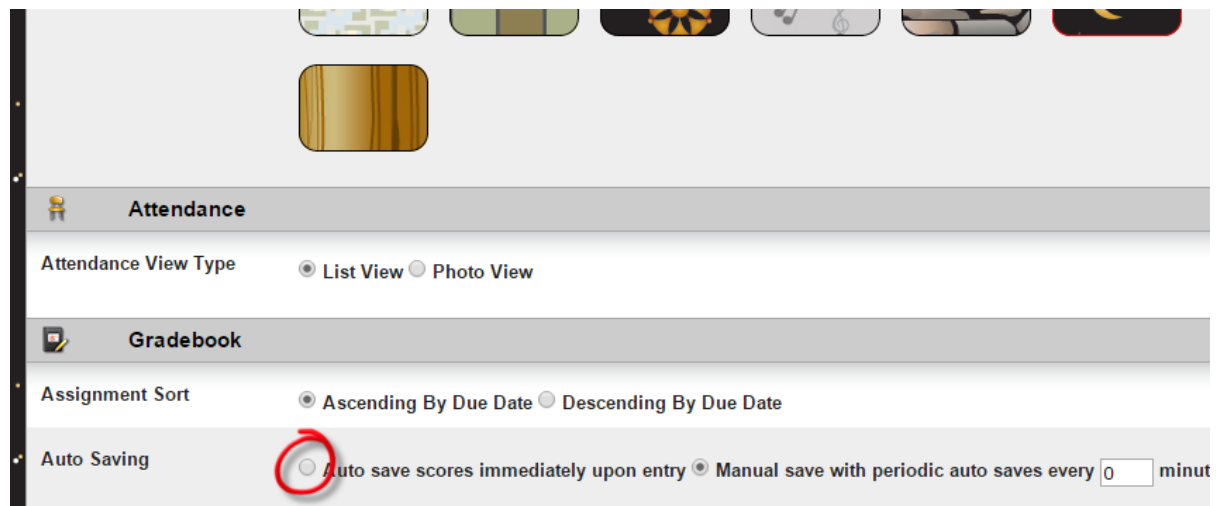 Attendance
Attendance View Type
List View Photo View
Gradebook
Assignment Sort
Ascending By Due Date Descending By Due Date
Auto Saving
Auto save scores immediately upon entry Manual save with periodic auto saves every 0 minut